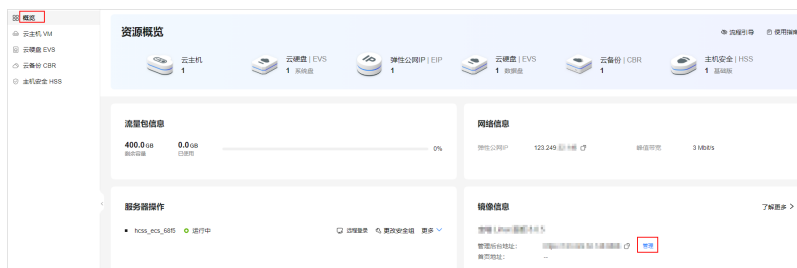 概览
云主机 VM
云硬盘 EVS
云备份 CBR
主机安全 HSS
资源概览
流程引导 使用指南
云主机 1
云硬盘 | EVS 1 系统盘
弹性公网IP | EIP 1
云硬盘 | EVS 1 数据盘
云备份 | CBR 1
主机安全 | HSS 1 基础版
流量包信息
400.0 GB 剩余容量
0.0 GB 已使用
0%
网络信息
弹性公网IP 123.249. 峰值带宽 3 Mbit/s
服务器操作
hcss_ecs_68f5 运行中 远程登录 更改安全组 更多
镜像信息 了解更多 >
管理后台地址： 管理
首页地址： --